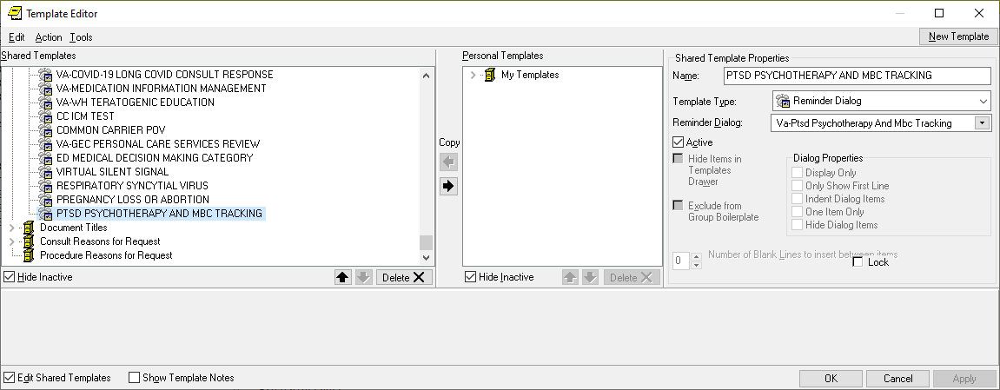 Template Editor
Edit Action Tools
New Template
Shared Templates
VA-COVID-19 LONG COVID CONSULT RESPONSE
VA-MEDICATION INFORMATION MANAGEMENT
VA-WH TERATOGENIC EDUCATION
CC ICM TEST
COMMON CARRIER POV
VA-GEC PERSONAL CARE SERVICES REVIEW
ED MEDICAL DECISION MAKING CATEGORY
VIRTUAL SILENT SIGNAL
RESPIRATORY SYNCYTIAL VIRUS
PREGNANCY LOSS OR ABORTION
PTSD PSYCHOTHERAPY AND MBC TRACKING
Document Titles
Consult Reasons for Request
Procedure Reasons for Request
Hide Inactive
Delete
Copy
Personal Templates
My Templates
Hide Inactive
Delete
Shared Template Properties
Name: PTSD PSYCHOTHERAPY AND MBC TRACKING
Template Type: Reminder Dialog
Reminder Dialog: Va-Ptsd Psychotherapy And Mbc Tracking
Active
Hide Items in
Templates
Drawer
Exclude from
Group Boilerplate
Dialog Properties
Display Only
Only Show First Line
Indent Dialog Items
One Item Only
Hide Dialog Items
0 Number of Blank Lines to insert between items
Lock
Edit Shared Templates
Show Template Notes
OK
Cancel
Apply